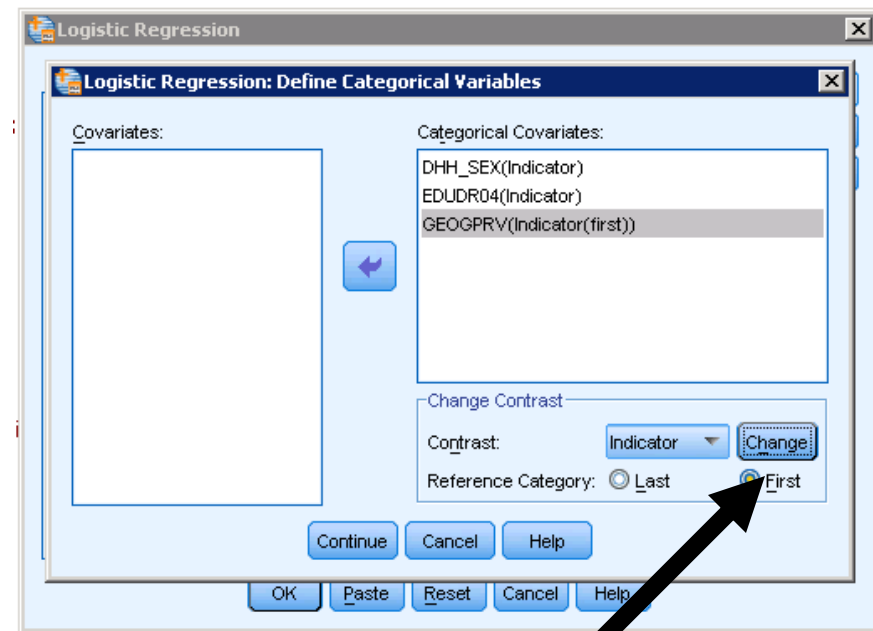 Logistic Regression
Logistic Regression: Define Categorical Variables
Covariates:
Categorical Covariates:
DHH_SEX(Indicator)
EDUDR04(Indicator)
GEOGPRV(Indicator(first))
Change Contrast
Contrast: Indicator Change
Reference Category: Last First
Continue Cancel Help
OK Paste Reset Cancel Help